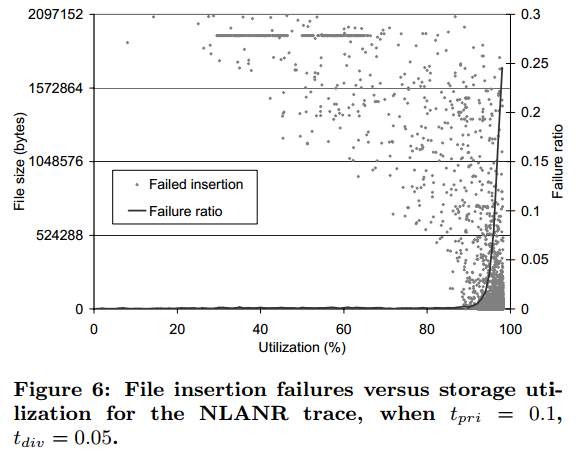 2097152
1572864
1048576
524288
0
File size (bytes)
0.3
0.25
0.2
0.15
0.1
0.05
0
Failure ratio
Failed insertion
Failure ratio
0 20 40 60 80 100
Utilization (%)
Figure 6: File insertion failures versus storage uti-
lization for the NLANR trace, when t_pri = 0.1,
t_div = 0.05.